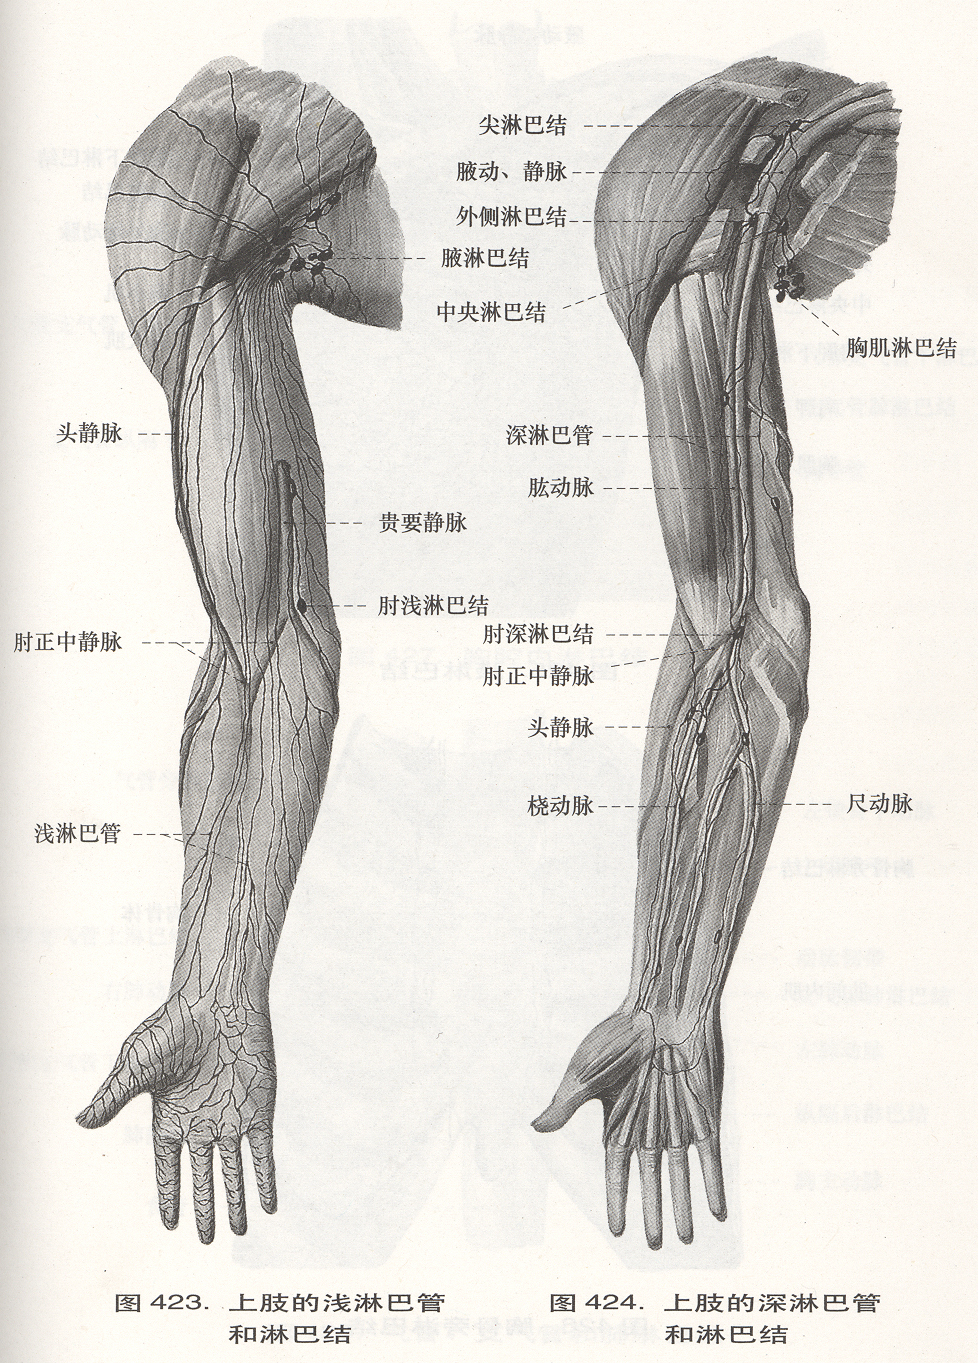 尖淋巴结
腋动、静脉
外侧淋巴结
腋淋巴结
中央淋巴结
胸肌淋巴结
头静脉
深淋巴管
肱动脉
贵要静脉
肘浅淋巴结
肘正中静脉
肘深淋巴结
肘正中静脉
头静脉
浅淋巴管
桡动脉
尺动脉
图 423. 上肢的浅淋巴管
和淋巴结
图 424. 上肢的深淋巴管
和淋巴结